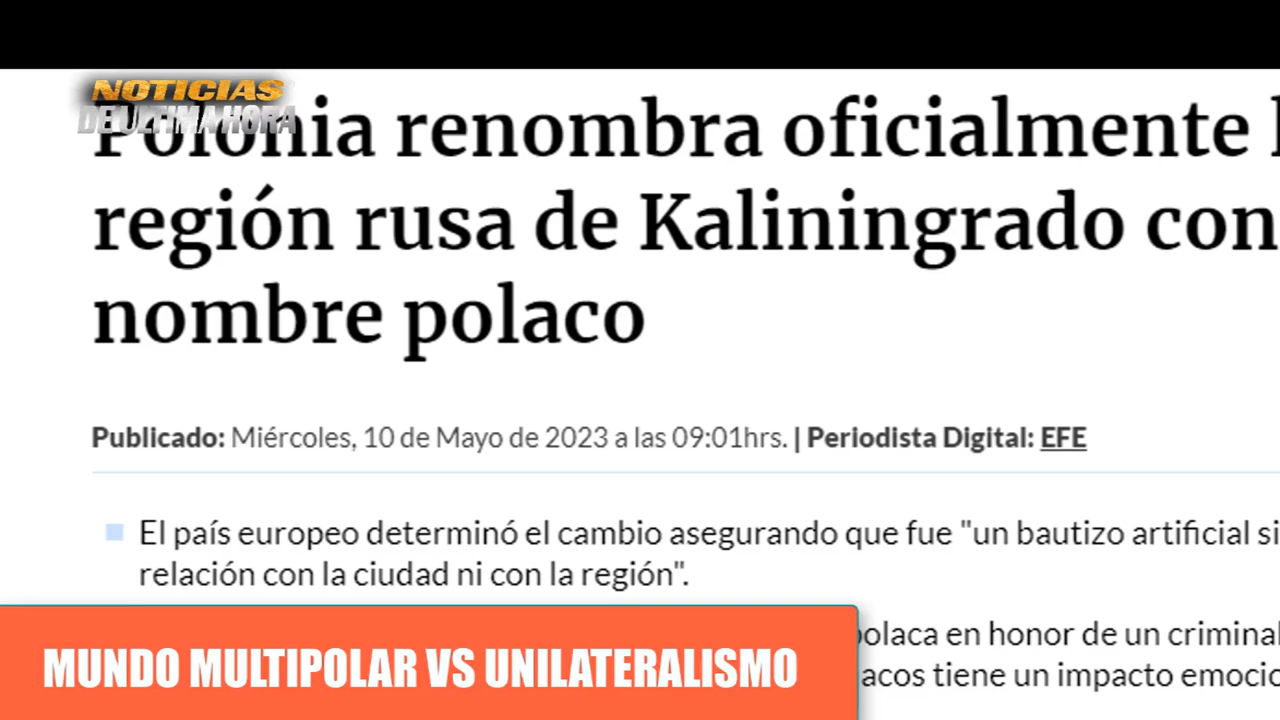 NOTICIAS
DE ULTIMA HORA
Polonia renombra oficialmente
región rusa de Kaliningrado con
nombre polaco
Publicado: Miércoles, 10 de Mayo de 2023 a las 09:01hrs. | Periodista Digital: EFE
El país europeo determinó el cambio asegurando que fue "un bautizo artificial
relación con la ciudad ni con la región".
en honor de un criminal
tiene un impacto
MUNDO MULTIPOLAR VS UNILATERALISMO